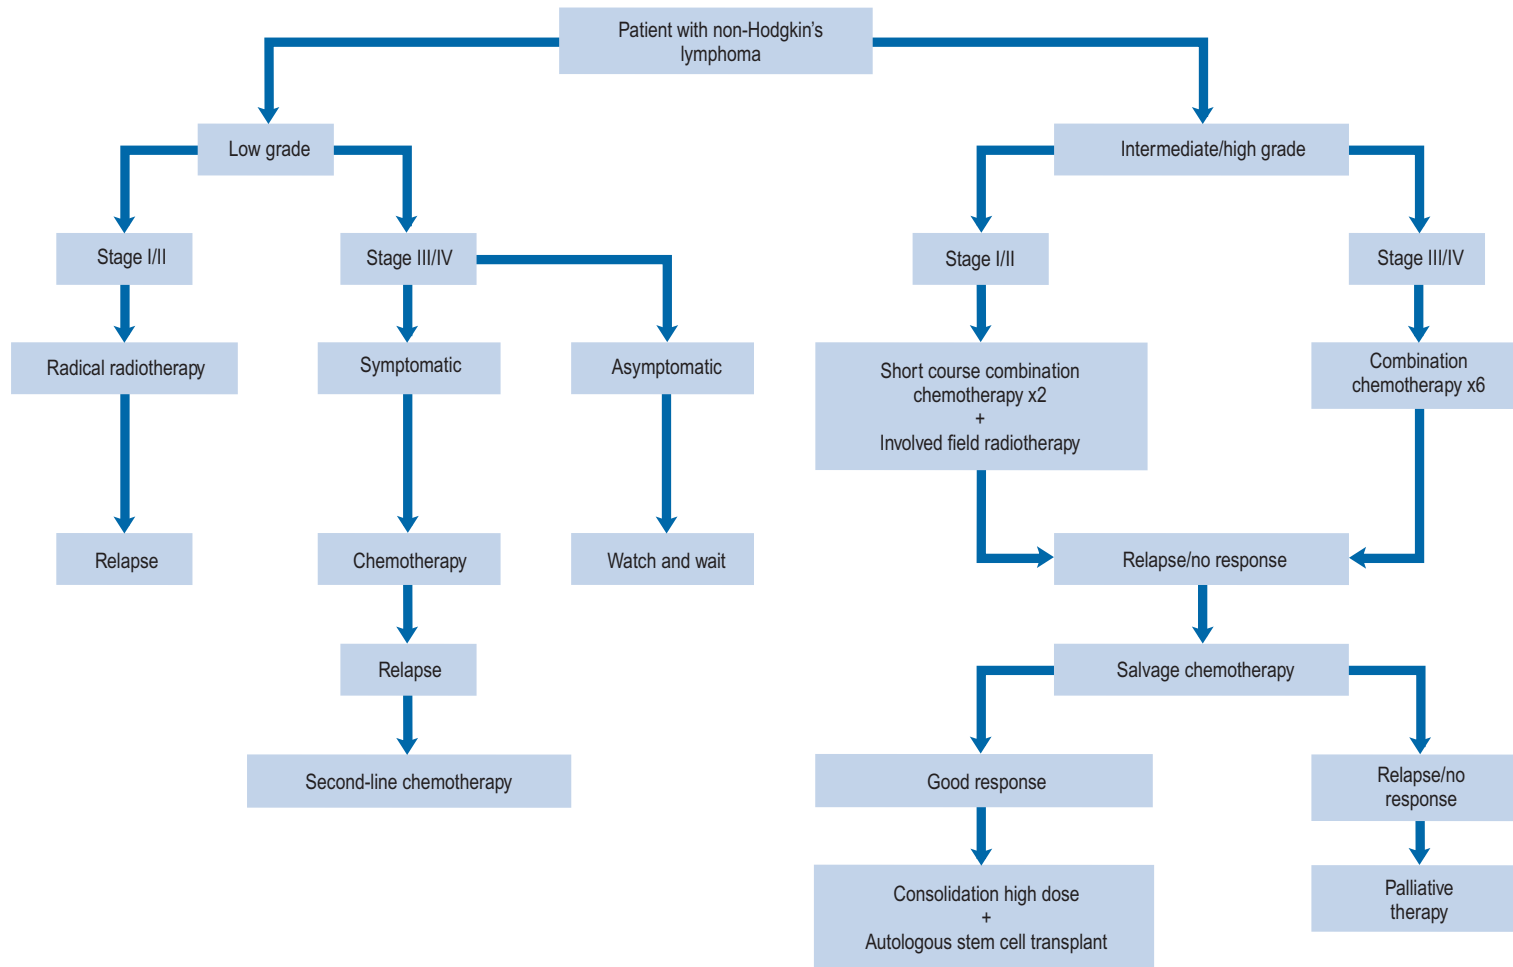 Patient with non-Hodgkin's
lymphoma
Low grade
Intermediate/high grade
Stage I/II
Stage III/IV
Stage I/II
Stage III/IV
Radical radiotherapy
Symptomatic
Asymptomatic
Short course combination
chemotherapy x2
+
Involved field radiotherapy
Combination
chemotherapy x6
Relapse
Chemotherapy
Watch and wait
Relapse/no response
Relapse
Salvage chemotherapy
Second-line chemotherapy
Good response
Relapse/no
response
Consolidation high dose
+
Autologous stem cell transplant
Palliative
therapy